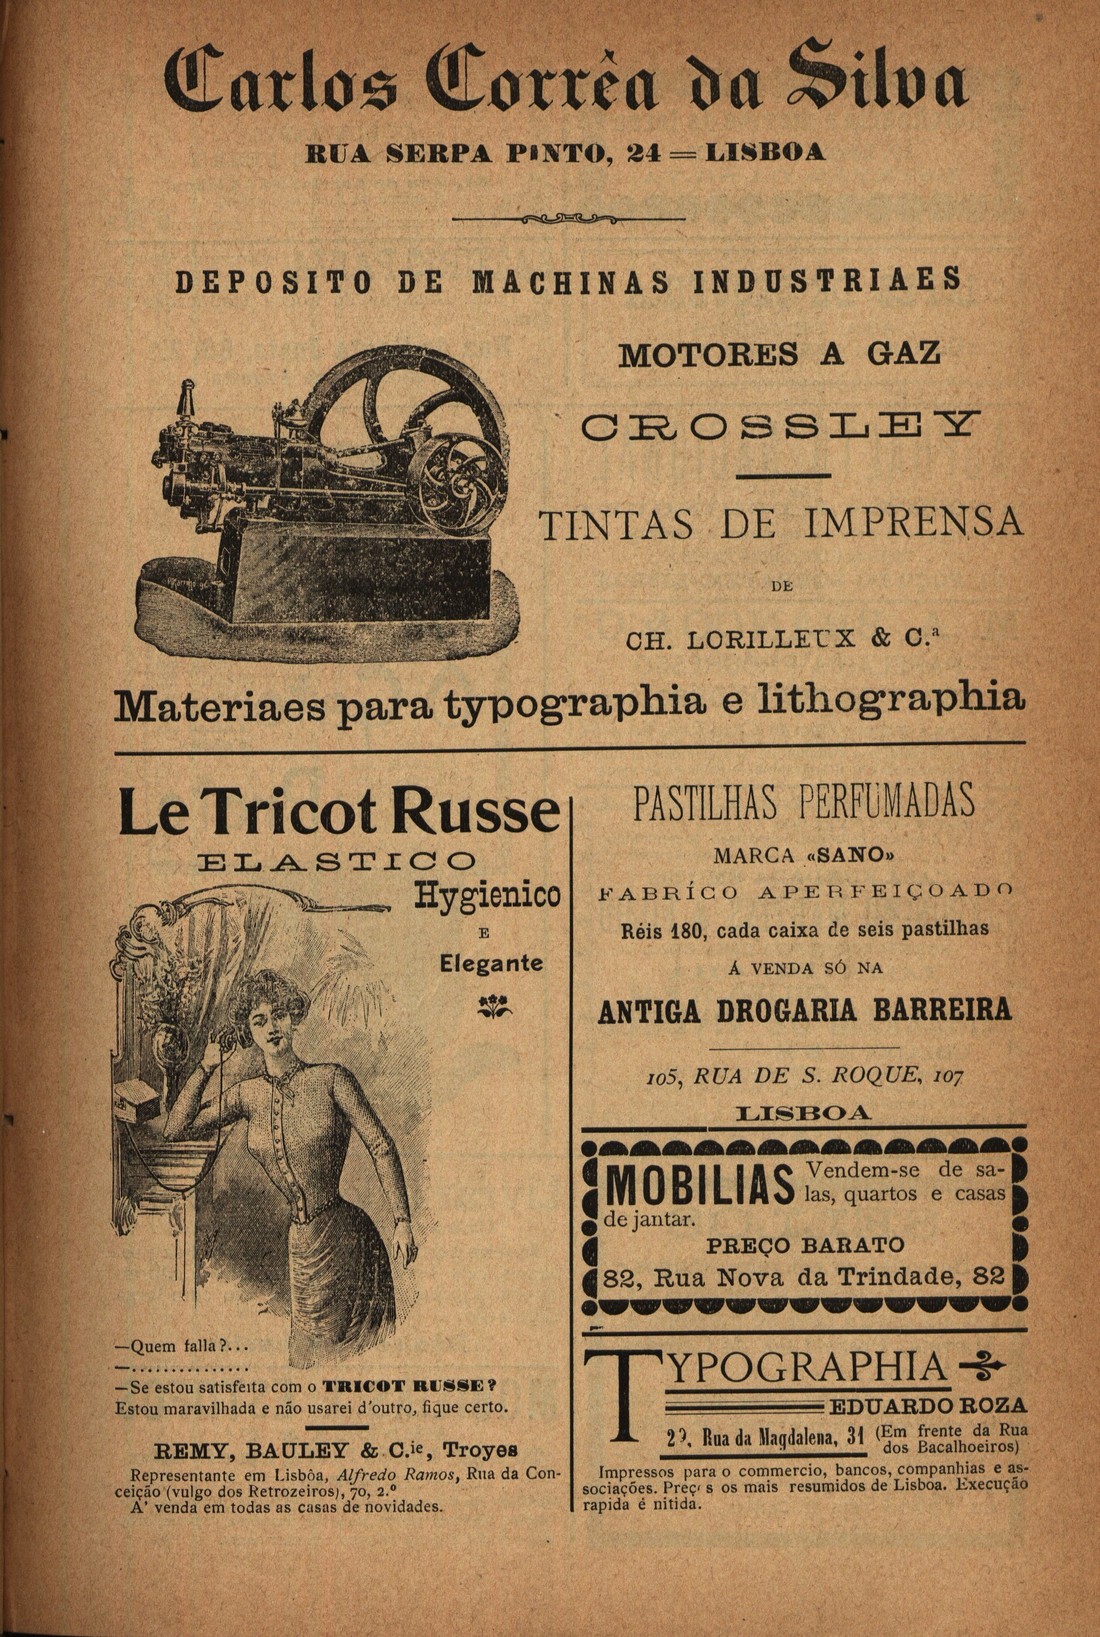 Carlos Corrêa da Silva
RUA SERPA PINTO, 24 = LISBOA
DEPOSITO DE MACHINAS INDUSTRIAES
MOTORES A GAZ
CROSSLEY
TINTAS DE IMPRENSA
DE
CH. LORILLEUX & C.ª
Materiaes para typographia e lithographia
Le Tricot Russe
ELASTICO
Hygienico
E
Elegante
—Quem falla?...
—...............
—Se estou satisfeita com o TRICOT RUSSE?
Estou maravilhada e não usarei d'outro, fique certo.
REMY, BAULEY & C.ie, Troyes
Representante em Lisbôa, Alfredo Ramos, Rua da Con-
ceição (vulgo dos Retrozeiros), 70, 2.º
A' venda em todas as casas de novidades.
PASTILHAS PERFUMADAS
MARCA «SANO»
FABRÍCO APERFEIÇOADO
Réis 180, cada caixa de seis pastilhas
Á VENDA SÓ NA
ANTIGA DROGARIA BARREIRA
105, RUA DE S. ROQUE, 107
LISBOA
MOBILIAS Vendem-se de sa-
las, quartos e casas
de jantar.
PREÇO BARATO
82, Rua Nova da Trindade, 82
TYPOGRAPHIA
EDUARDO ROZA
Rua da Magdalena, 31 (Em frente da Rua
dos Bacalhoeiros)
Impressos para o commercio, bancos, companhias e as-
sociações. os mais resumidos de Lisboa. Execução
rapida é nitida.